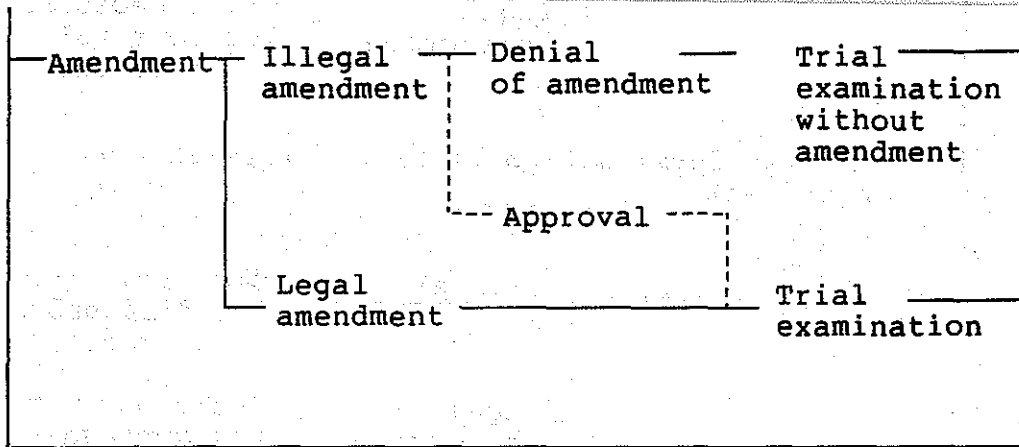 Amendment
Illegal
amendment
Denial
of amendment
Trial
examination
without
amendment
Approval
Legal
amendment
Trial
examination